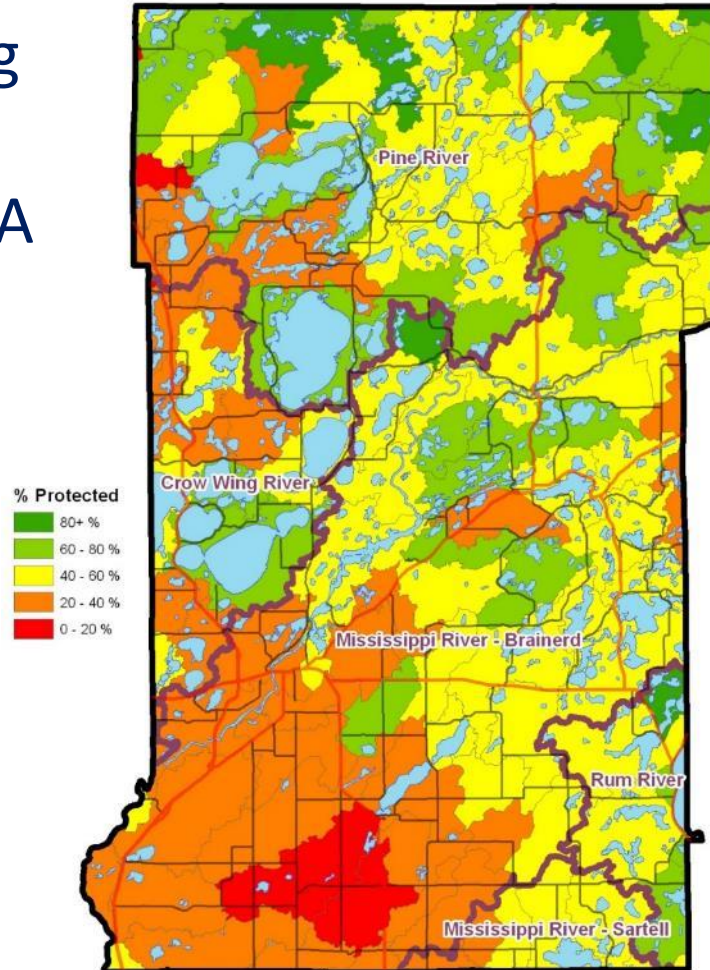 g
A
Pine River
Crow Wing River
% Protected
80+ %
60 - 80 %
40 - 60 %
20 - 40 %
0 - 20 %
Mississippi River - Brainerd
Rum River
Mississippi River - Sartell